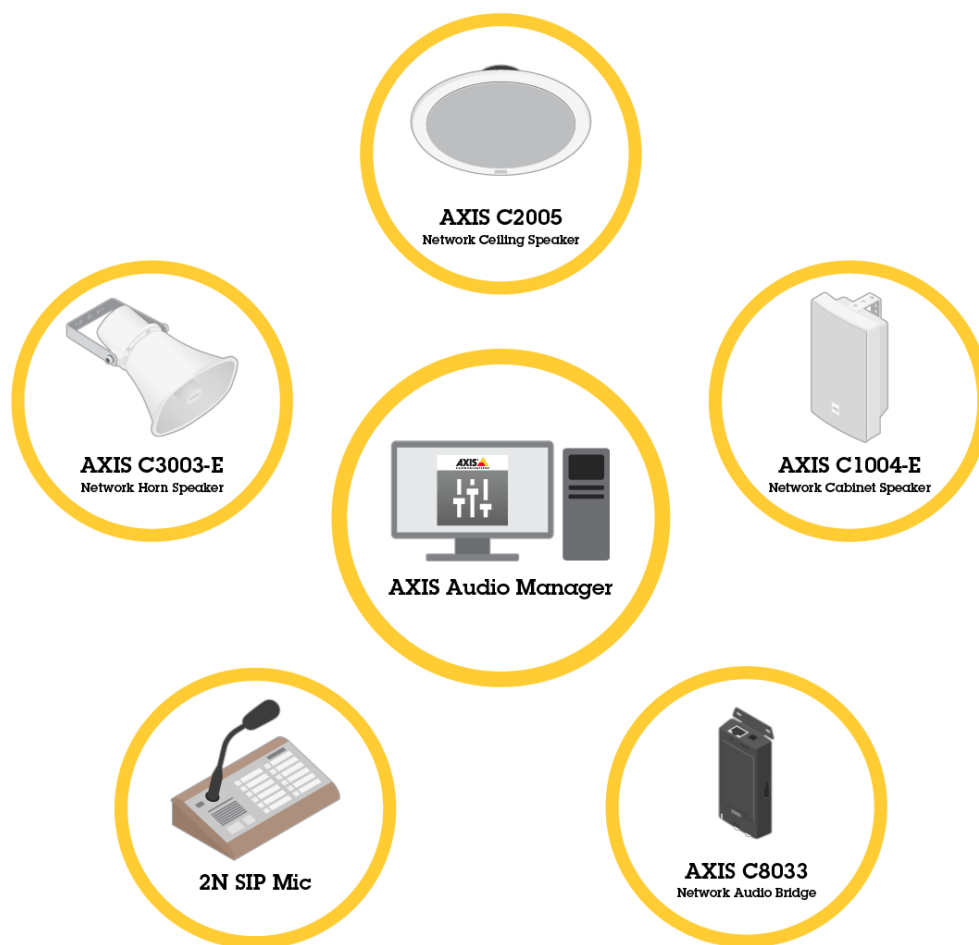 AXIS C2005
Network Ceiling Speaker
AXIS C3003-E
Network Horn Speaker
AXIS C1004-E
Network Cabinet Speaker
AXIS
COMMUNICATIONS
AXIS Audio Manager
2N SIP Mic
AXIS C8033
Network Audio Bridge